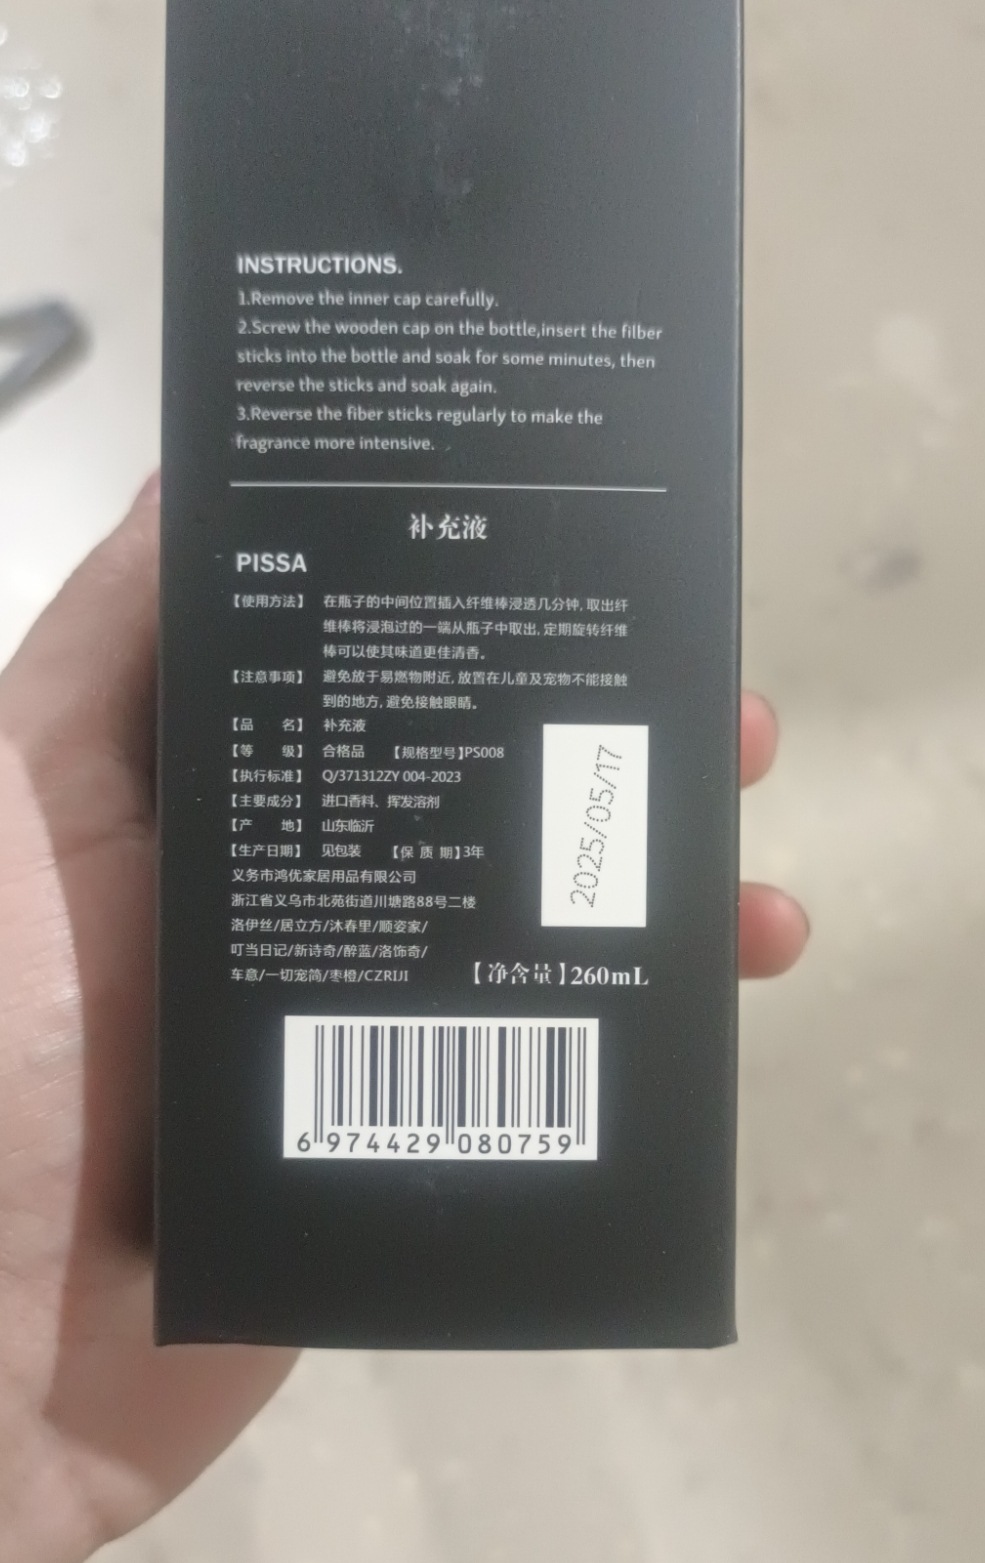 INSTRUCTIONS.
1.Remove the inner cap carefully.
2.Screw the wooden cap on the bottle,insert the filber
sticks into the bottle and soak for some minutes, then
reverse the sticks and soak again.
3.Reverse the fiber sticks regularly to make the
fragrance more intensive.
补充液
PISSA
【使用方法】 在瓶子的中间位置插入纤维棒浸透几分钟, 取出纤
维棒将浸泡过的一端从瓶子中取出, 定期旋转纤维
棒可以使其味道更佳清香。
【注意事项】 避免放于易燃物附近, 放置在儿童及宠物不能接触
到的地方, 避免接触眼睛。
【品 名】 补充液
【等 级】 合格品 【规格型号】PS008
【执行标准】 Q/371312ZY 004-2023
【主要成分】 进口香料、挥发溶剂
【产 地】 山东临沂
【生产日期】 见包装 【保 质 期】3年
义务市鸿优家居用品有限公司
浙江省义乌市北苑街道川塘路88号二楼
洛伊丝/居立方/沐春里/顺姿家/
叮当日记/新诗奇/醉蓝/洛饰奇/
车意/一切宠简/枣橙/CZRIJI
【净含量】260mL
2025/05/17
6 974429 080759